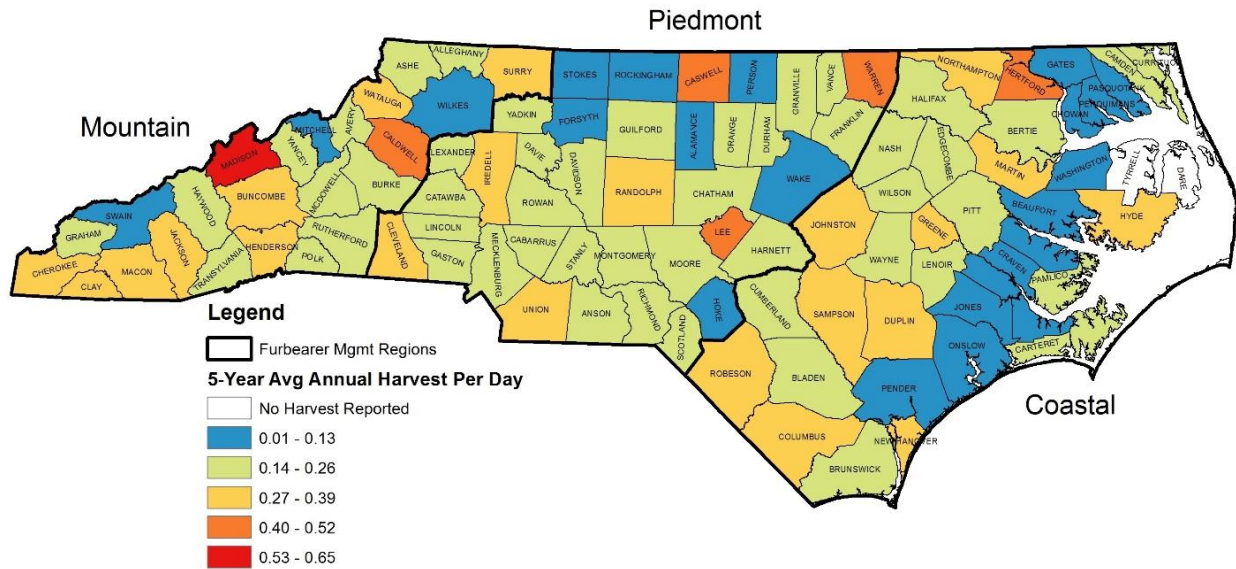 Piedmont
Mountain
Coastal
ALLEGHANY
ASHE
SURRY
STOKES
ROCKINGHAM
CASWELL
PERSON
GRANVILLE
VANCE
WARREN
NORTHAMPTON
HERTFORD
GATES
CAMDEN
CURRITUCK
PASQUOTANK
PERQUIMANS
CHOWAN
WATAUGA
WILKES
YADKIN
FORSYTH
GUILFORD
ALAMANCE
ORANGE
DURHAM
FRANKLIN
HALIFAX
BERTIE
MITCHELL
AVERY
CALDWELL
LEXANDER
IREDELL
DAVIE
DAVIDSON
RANDOLPH
CHATHAM
WAKE
NASH
EDGECOMBE
MARTIN
WASHINGTON
TYRRELL
DARE
MADISON
YANCEY
BURKE
CATAWBA
ROWAN
WILSON
PITT
BEAUFORT
HYDE
HAYWOOD
BUNCOMBE
MCDOWELL
LINCOLN
CABARRUS
STANLY
MONTGOMERY
MOORE
LEE
HARNETT
JOHNSTON
GREENE
SWAIN
GRAHAM
JACKSON
HENDERSON
RUTHERFORD
POLK
CLEVELAND
GASTON
MECKLENBURG
WAYNE
LENOIR
CRAVEN
PAMLICO
CHEROKEE
CLAY
MACON
TRANSYLVANIA
UNION
ANSON
RICHMOND
SCOTLAND
HOKE
CUMBERLAND
SAMPSON
DUPLIN
JONES
ONSLOW
CARTERET
ROBESON
BLADEN
PENDER
COLUMBUS
NEW HANOVER
BRUNSWICK
Legend
Furbearer Mgmt Regions
5-Year Avg Annual Harvest Per Day
No Harvest Reported
0.01 - 0.13
0.14 - 0.26
0.27 - 0.39
0.40 - 0.52
0.53 - 0.65